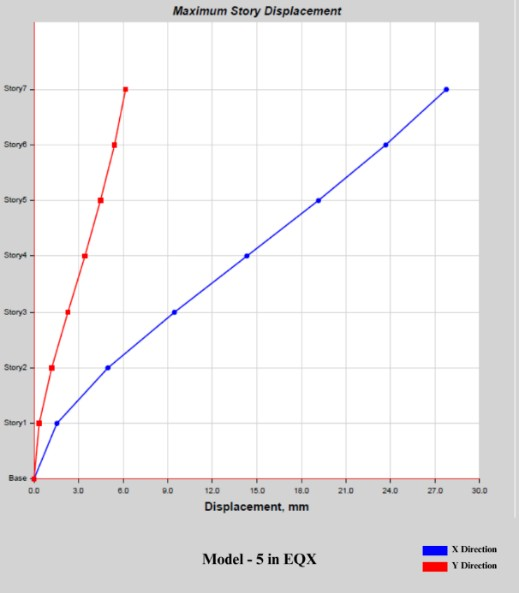 Maximum Story Displacement
Story7
Story6
Story5
Story4
Story3
Story2
Story1
Base
0.0 3.0 6.0 9.0 12.0 15.0 18.0 21.0 24.0 27.0 30.0
Displacement, mm
Model - 5 in EQX
X Direction
Y Direction